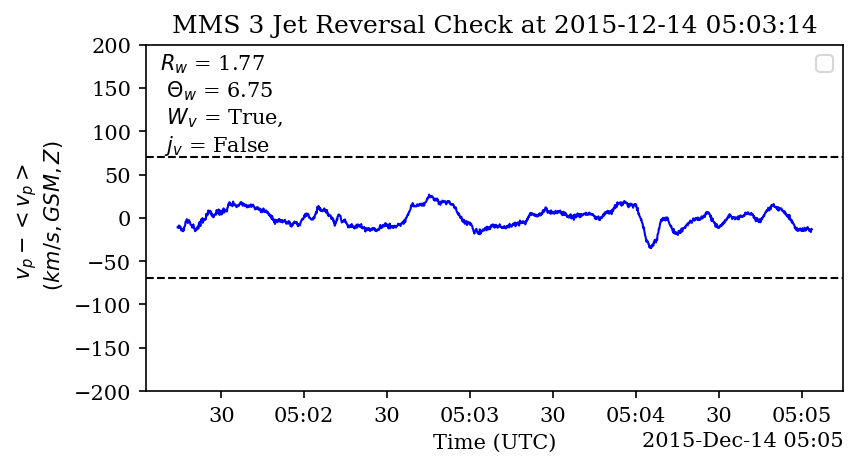 MMS 3 Jet Reversal Check at 2015-12-14 05:03:14
200
150
100
50
0
−50
−100
−150
−200
v_p − < v_p >
(km/s, GSM, Z)
R_w = 1.77
Θ_w = 6.75
W_v = True,
j_v = False
30 05:02 30 05:03 30 05:04 30 05:05
Time (UTC)
2015-Dec-14 05:05